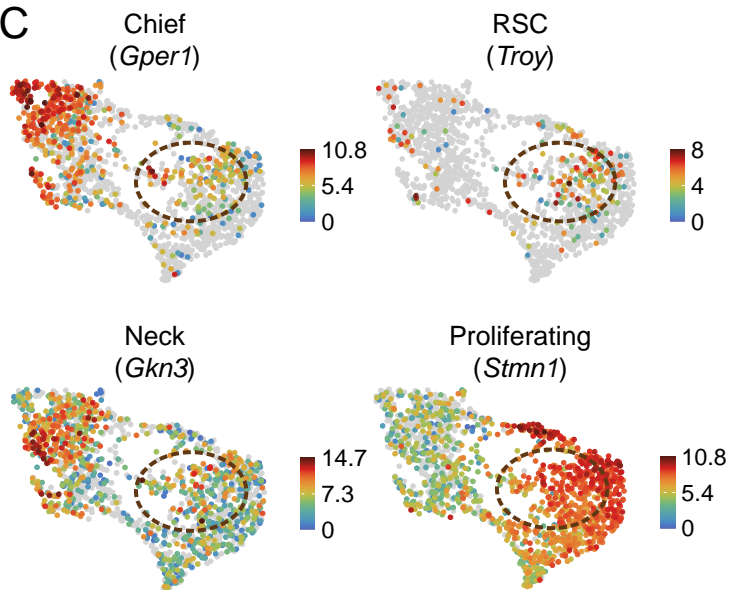 C
Chief
(Gper1)
10.8
5.4
0
RSC
(Troy)
8
4
0
Neck
(Gkn3)
14.7
7.3
0
Proliferating
(Stmn1)
10.8
5.4
0